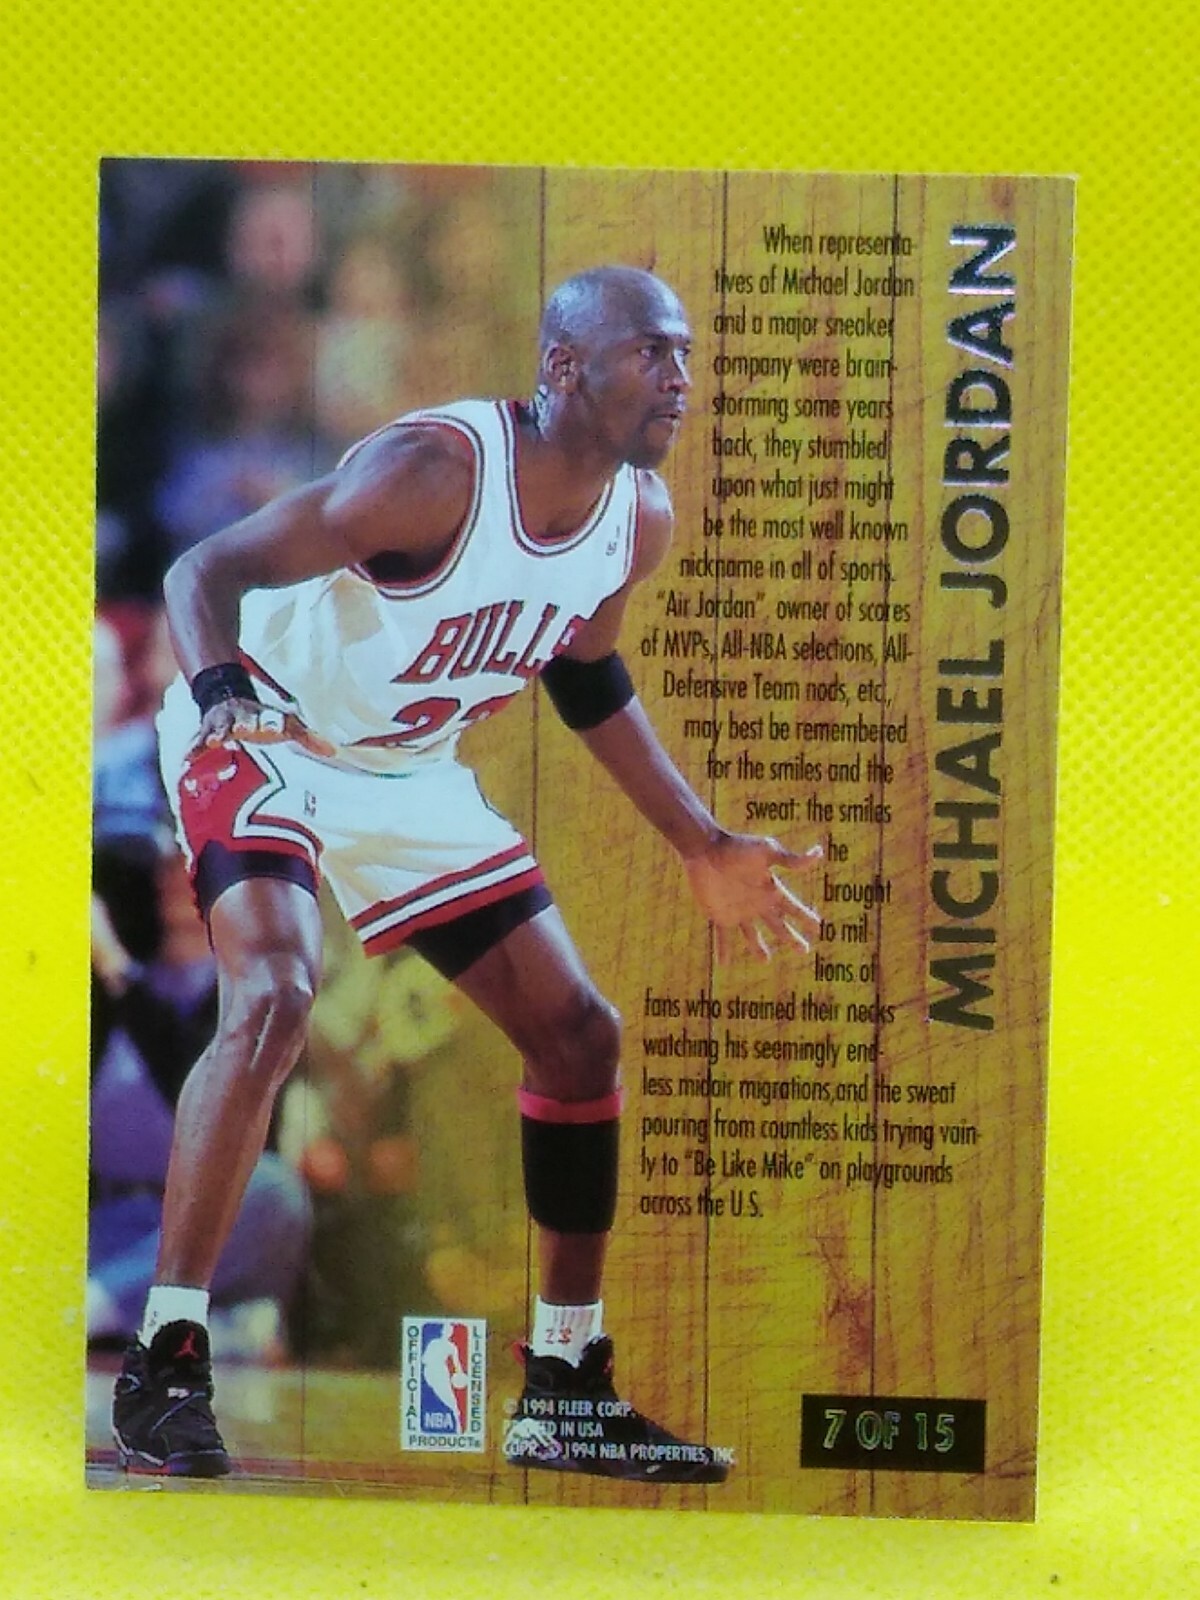 When representa-
tives of Michael Jordan
and a major sneaker
company were brain-
storming some years
back, they stumbled
upon what just might
be the most well known
nickname in all of sports.
"Air Jordan", owner of scores
of MVPs, All-NBA selections, All-
Defensive Team nods, etc.,
may best be remembered
for the smiles and the
sweat: the smiles
he
brought
to mil-
lions of
fans who strained their necks
watching his seemingly end-
less midair migrations,and the sweat
pouring from countless kids trying vain-
ly to "Be Like Mike" on playgrounds
across the U.S.
MICHAEL JORDAN
BULLS
23
23
OFFICIAL
LICENSED
NBA
PRODUCT
© 1994 FLEER CORP.
PRINTED IN USA
COPR. © 1994 NBA PROPERTIES, INC.
7 OF 15